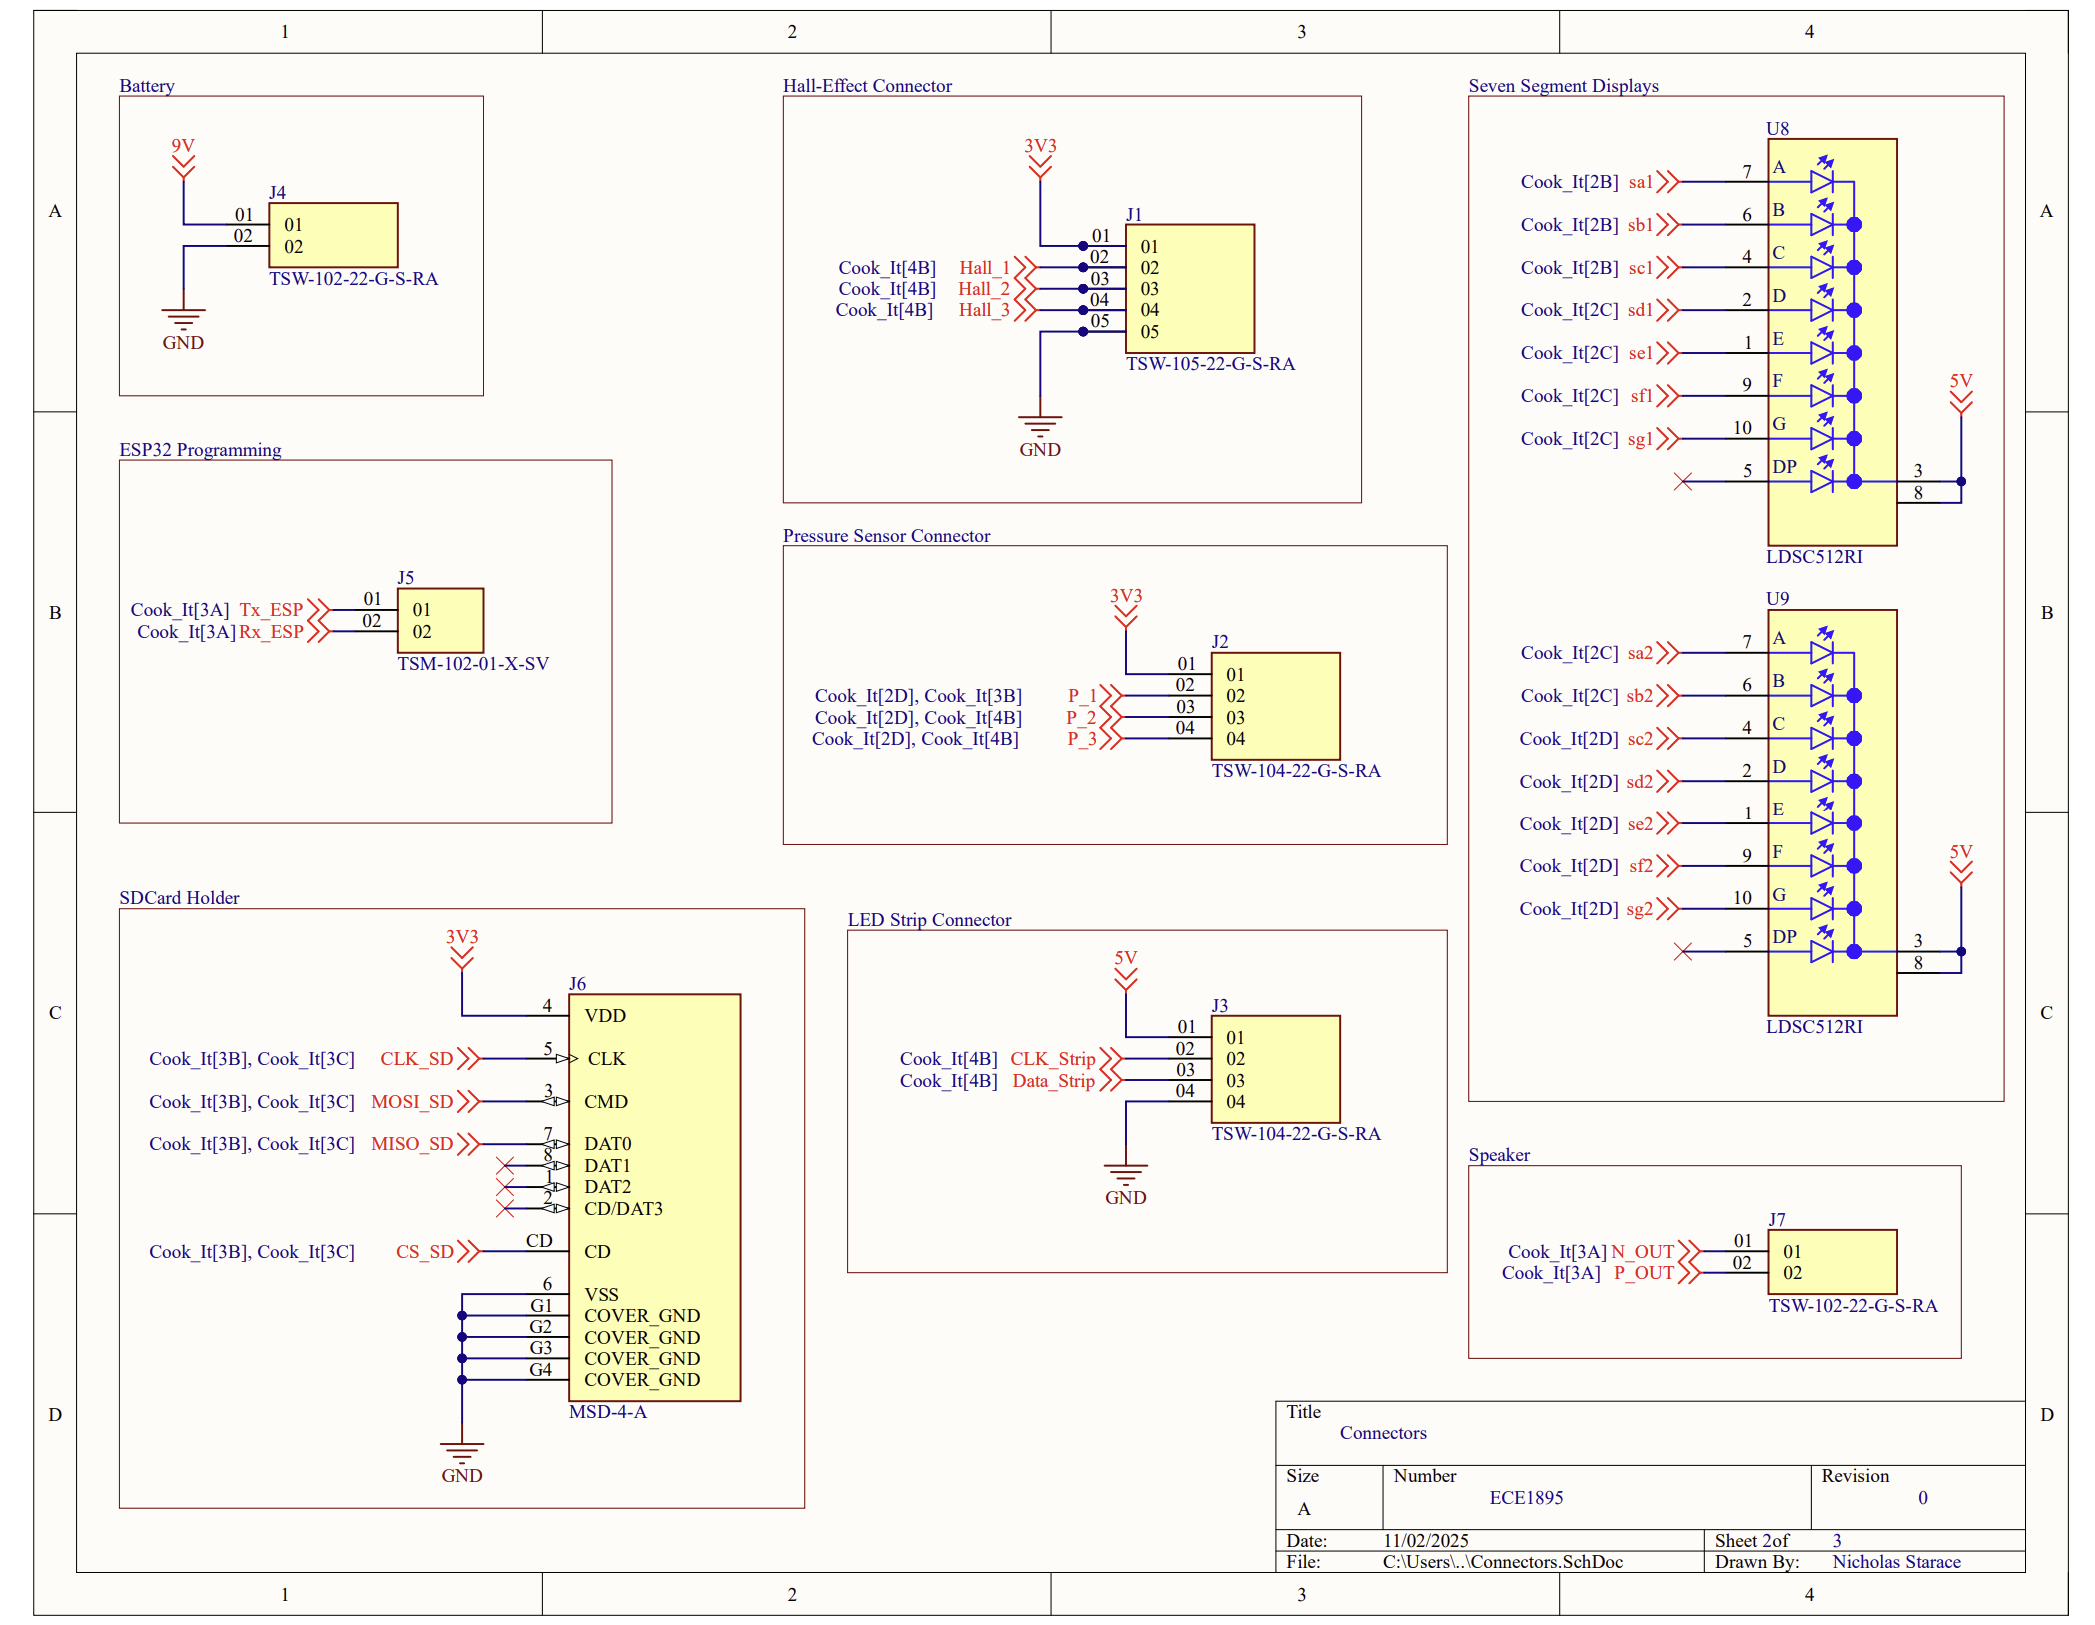 1 2 3 4
A
B
C
D
A
B
C
D
1 2 3 4
Battery
9V
J4
01 01
02 02
TSW-102-22-G-S-RA
GND
ESP32 Programming
J5
Cook_It[3A] Tx_ESP 01 01
Cook_It[3A] Rx_ESP 02 02
TSM-102-01-X-SV
SDCard Holder
3V3
J6
4 VDD
Cook_It[3B], Cook_It[3C] CLK_SD 5 CLK
Cook_It[3B], Cook_It[3C] MOSI_SD 3 CMD
Cook_It[3B], Cook_It[3C] MISO_SD 7 DAT0
8 DAT1
1 DAT2
2 CD/DAT3
Cook_It[3B], Cook_It[3C] CS_SD CD CD
6 VSS
G1 COVER_GND
G2 COVER_GND
G3 COVER_GND
G4 COVER_GND
MSD-4-A
GND
Hall-Effect Connector
3V3
J1
01 01
Cook_It[4B] Hall_1 02 02
Cook_It[4B] Hall_2 03 03
Cook_It[4B] Hall_3 04 04
05 05
TSW-105-22-G-S-RA
GND
Pressure Sensor Connector
3V3
J2
01 01
Cook_It[2D], Cook_It[3B] P_1 02 02
Cook_It[2D], Cook_It[4B] P_2 03 03
Cook_It[2D], Cook_It[4B] P_3 04 04
TSW-104-22-G-S-RA
LED Strip Connector
5V
J3
01 01
Cook_It[4B] CLK_Strip 02 02
Cook_It[4B] Data_Strip 03 03
04 04
TSW-104-22-G-S-RA
GND
Seven Segment Displays
U8
Cook_It[2B] sa1 7 A
Cook_It[2B] sb1 6 B
Cook_It[2B] sc1 4 C
Cook_It[2C] sd1 2 D
Cook_It[2C] se1 1 E
Cook_It[2C] sf1 9 F
5V
Cook_It[2C] sg1 10 G
5 DP 3
8
LDSC512RI
U9
Cook_It[2C] sa2 7 A
Cook_It[2C] sb2 6 B
Cook_It[2D] sc2 4 C
Cook_It[2D] sd2 2 D
Cook_It[2D] se2 1 E
Cook_It[2D] sf2 9 F
5V
Cook_It[2D] sg2 10 G
5 DP 3
8
LDSC512RI
Speaker
J7
Cook_It[3A] N_OUT 01 01
Cook_It[3A] P_OUT 02 02
TSW-102-22-G-S-RA
Title
Connectors
Size Number Revision
A ECE1895 0
Date: 11/02/2025 Sheet 2of 3
File: C:\Users\..\Connectors.SchDoc Drawn By: Nicholas Starace